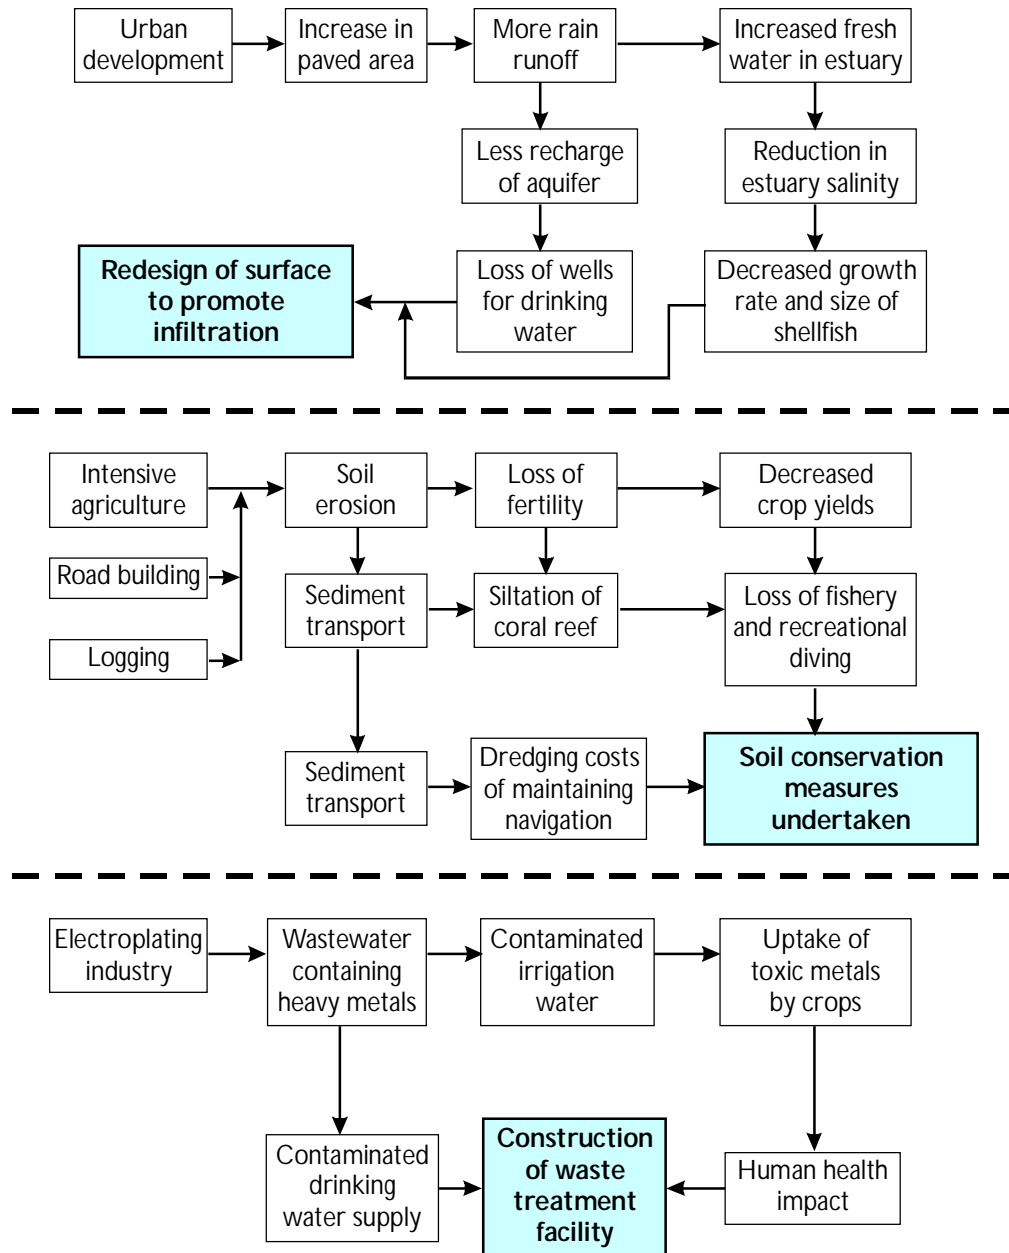 Urban
development
Increase in
paved area
More rain
runoff
Increased fresh
water in estuary
Less recharge
of aquifer
Reduction in
estuary salinity
Redesign of surface
to promote
infiltration
Loss of wells
for drinking
water
Decreased growth
rate and size of
shellfish
Intensive
agriculture
Soil
erosion
Loss of
fertility
Decreased
crop yields
Road building
Sediment
transport
Siltation of
coral reef
Loss of fishery
and recreational
diving
Logging
Sediment
transport
Dredging costs
of maintaining
navigation
Soil conservation
measures
undertaken
Electroplating
industry
Wastewater
containing
heavy metals
Contaminated
irrigation
water
Uptake of
toxic metals
by crops
Contaminated
drinking
water supply
Construction
of waste
treatment
facility
Human health
impact